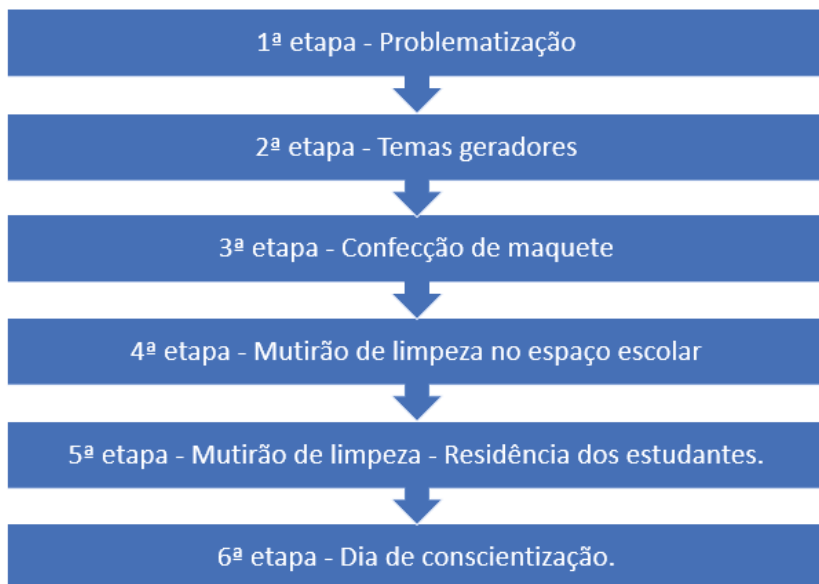 1ª etapa - Problematização
2ª etapa - Temas geradores
3ª etapa - Confecção de maquete
4ª etapa - Mutirão de limpeza no espaço escolar
5ª etapa - Mutirão de limpeza - Residência dos estudantes.
6ª etapa - Dia de conscientização.